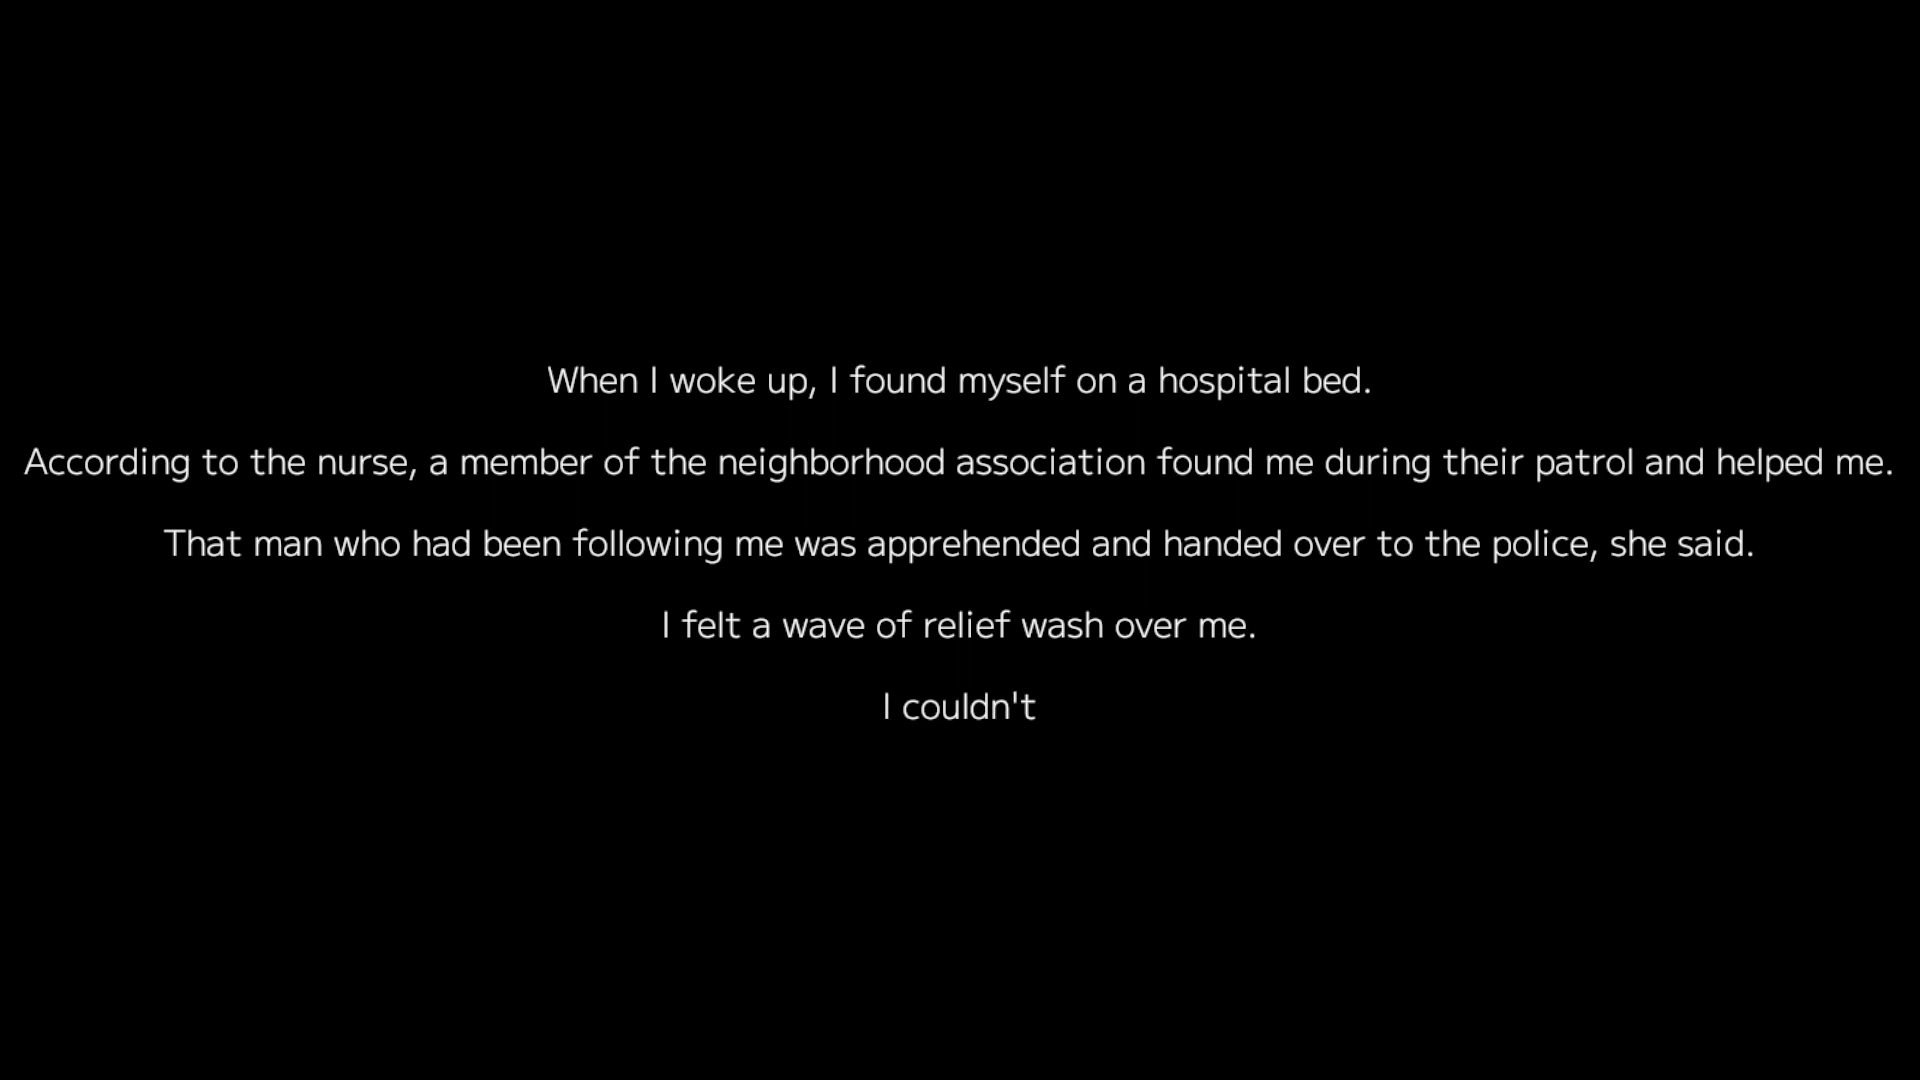 When I woke up, I found myself on a hospital bed.
According to the nurse, a member of the neighborhood association found me during their patrol and helped me.
That man who had been following me was apprehended and handed over to the police, she said.
I felt a wave of relief wash over me.
I couldn't